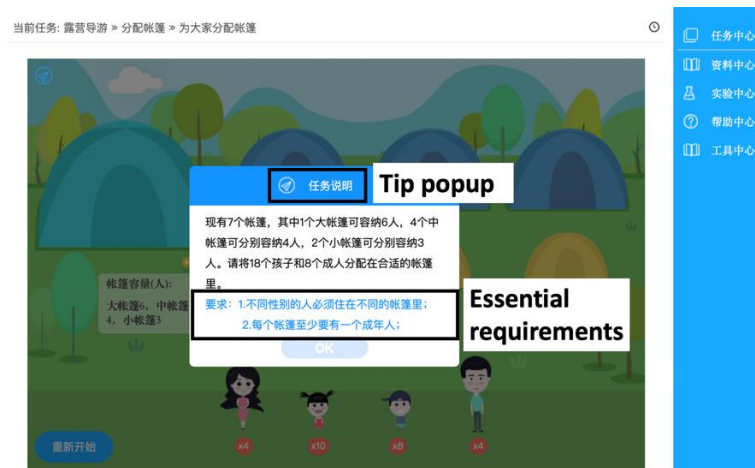 当前任务: 露营导游 » 分配帐篷 » 为大家分配帐篷
任务中心
资料中心
实验中心
帮助中心
工具中心
任务说明
Tip popup
现有7个帐篷，其中1个大帐篷可容纳6人，4个中
帐篷可分别容纳4人，2个小帐篷可分别容纳3
人。请将18个孩子和8个成人分配在合适的帐篷
里。
要求：1.不同性别的人必须住在不同的帐篷里；
2.每个帐篷至少要有一个成年人；
Essential
requirements
OK
帐篷容量(人):
大帐篷6，中帐篷
4，小帐篷3
重新开始
x4
x10
x8
x4